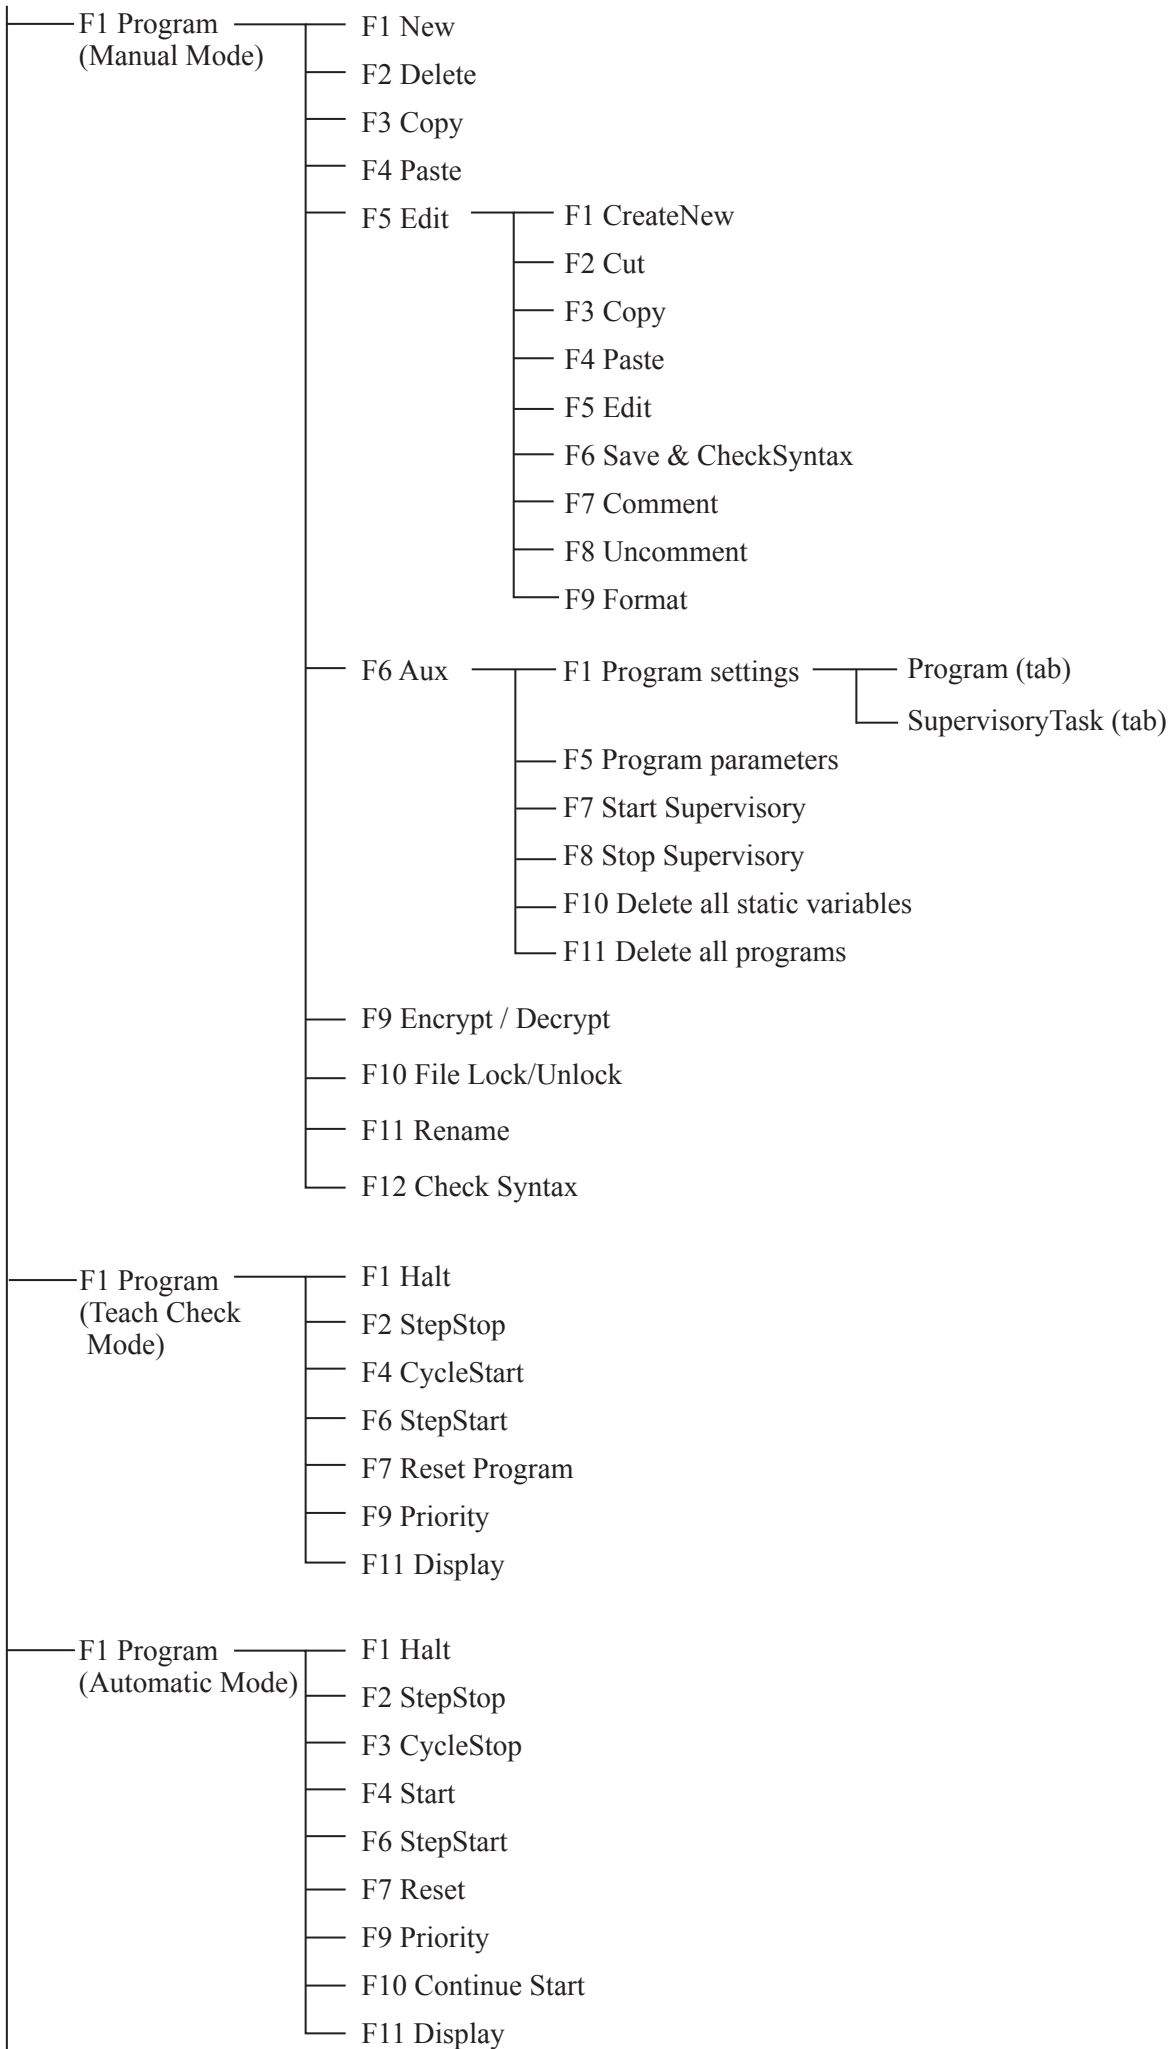 F1 Program
(Manual Mode)
F1 New
F2 Delete
F3 Copy
F4 Paste
F5 Edit
F1 CreateNew
F2 Cut
F3 Copy
F4 Paste
F5 Edit
F6 Save & CheckSyntax
F7 Comment
F8 Uncomment
F9 Format
F6 Aux
F1 Program settings
Program (tab)
SupervisoryTask (tab)
F5 Program parameters
F7 Start Supervisory
F8 Stop Supervisory
F10 Delete all static variables
F11 Delete all programs
F9 Encrypt / Decrypt
F10 File Lock/Unlock
F11 Rename
F12 Check Syntax
F1 Program
(Teach Check
Mode)
F1 Halt
F2 StepStop
F4 CycleStart
F6 StepStart
F7 Reset Program
F9 Priority
F11 Display
F1 Program
(Automatic Mode)
F1 Halt
F2 StepStop
F3 CycleStop
F4 Start
F6 StepStart
F7 Reset
F9 Priority
F10 Continue Start
F11 Display